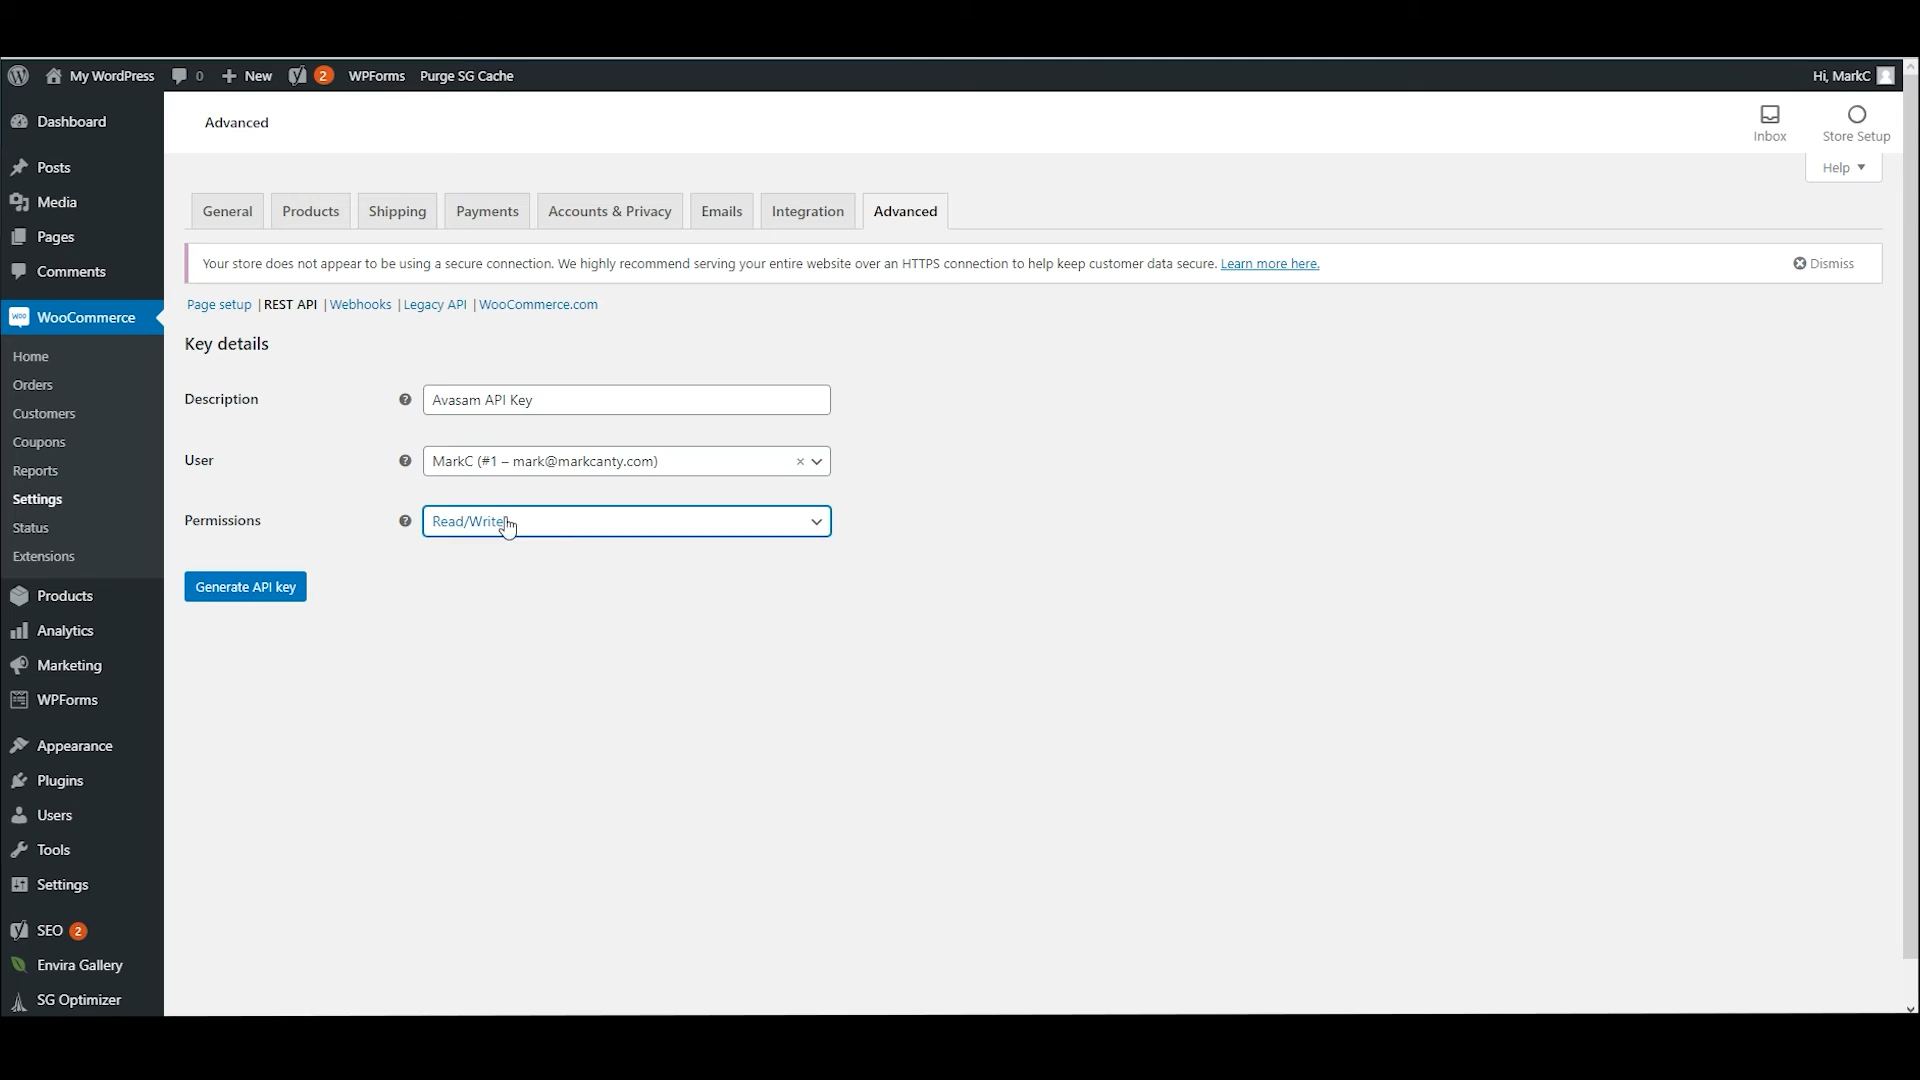 My WordPress 0 New 2 WPForms Purge SG Cache Hi, MarkC
Dashboard
Posts
Media
Pages
Comments
WooCommerce
Home
Orders
Customers
Coupons
Reports
Settings
Status
Extensions
Products
Analytics
Marketing
WPForms
Appearance
Plugins
Users
Tools
Settings
SEO 2
Envira Gallery
SG Optimizer
Advanced
Inbox
Store Setup
Help
General Products Shipping Payments Accounts & Privacy Emails Integration Advanced
Your store does not appear to be using a secure connection. We highly recommend serving your entire website over an HTTPS connection to help keep customer data secure. Learn more here. Dismiss
Page setup | REST API | Webhooks | Legacy API | WooCommerce.com
Key details
Description Avasam API Key
User MarkC (#1 – mark@markcanty.com) ×
Permissions Read/Write
Generate API key